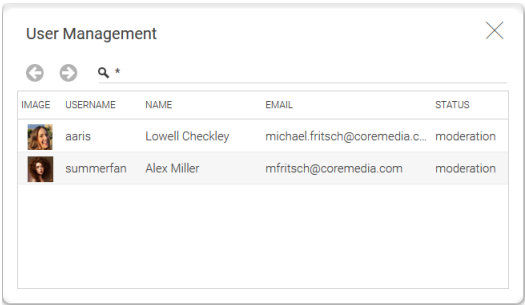 User Management
*
IMAGE USERNAME NAME EMAIL STATUS
aaris Lowell Checkley michael.fritsch@coremedia.c... moderation
summerfan Alex Miller mfritsch@coremedia.com moderation